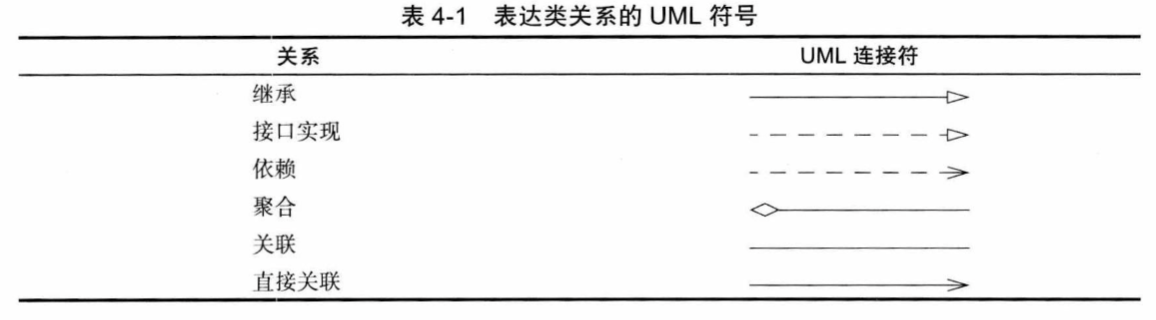 表 4-1 表达类关系的 UML 符号
关系 UML 连接符
继承
接口实现
依赖
聚合
关联
直接关联